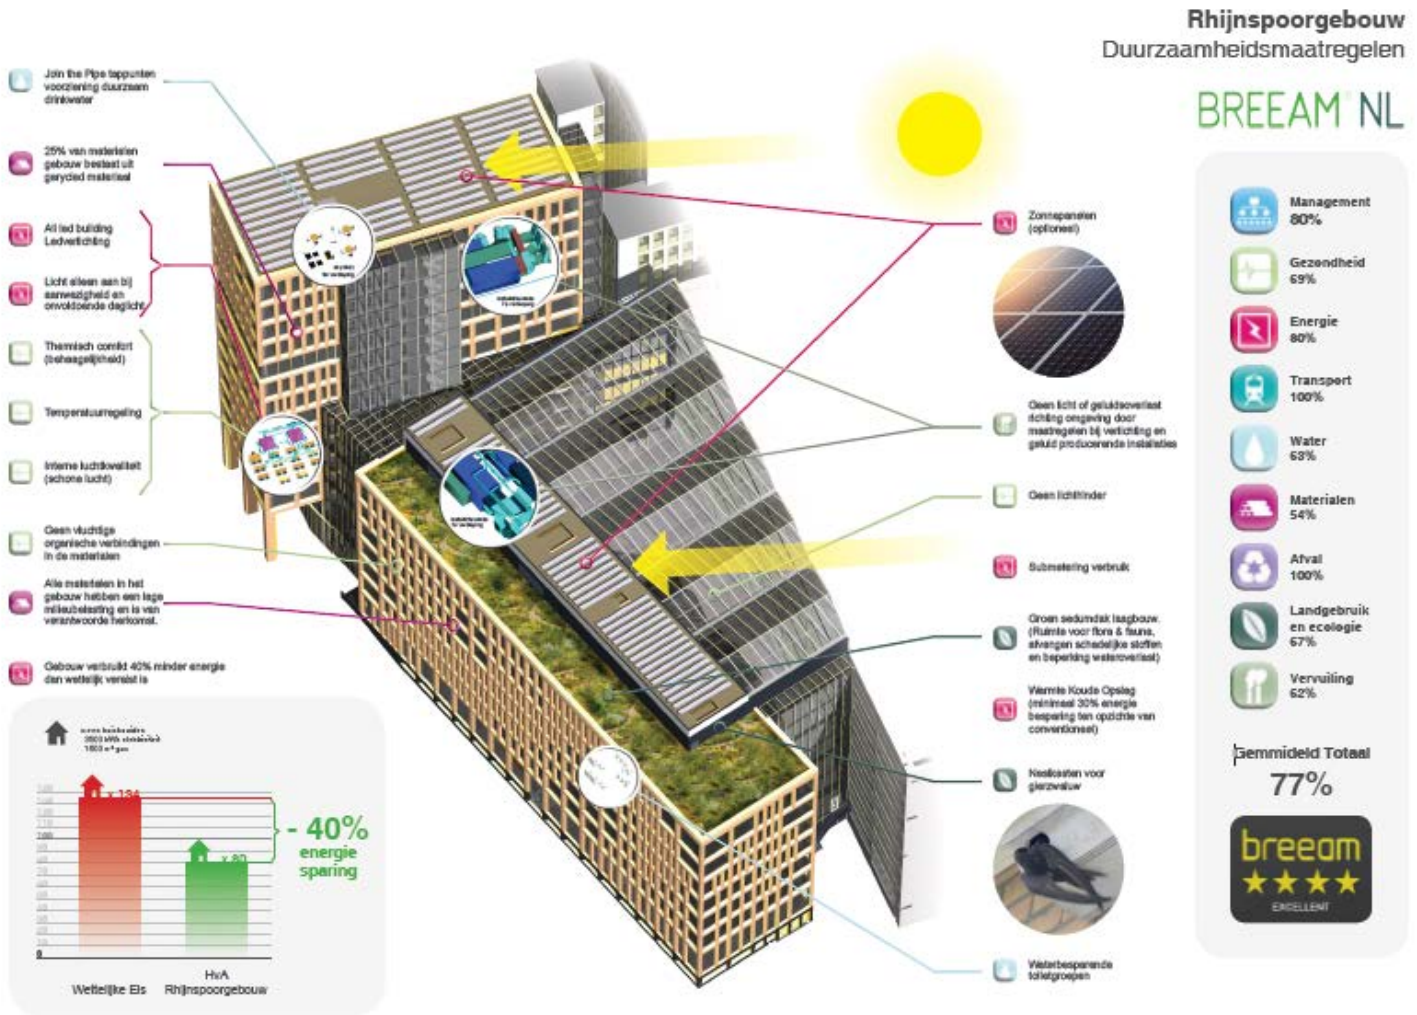 Rhijnspoorgebouw
Duurzaamheidsmaatregelen
BREEAM® NL
Join the Pipe tappunten
voorziening duurzaam
drinkwater
25% van materialen
gebouw bestaat uit
gerycled materiaal
All led building
Ledverlichting
Licht alleen aan bij
aanwezigheid en
onvoldoende daglicht
Thermisch comfort
(behaagelijkheid)
Temperatuurregeling
Interne luchtkwaliteit
(schone lucht)
Geen vluchtige
organische verbindingen
in de materialen
Alle materialen in het
gebouw hebben een lage
milieubelasting en is van
verantwoorde herkomst.
Gebouw verbruikt 40% minder energie
dan wettelijk vereist is
x 134
x 80
- 40%
energie
sparing
100
0
Wettelijke Eis
HvA
Rhijnspoorgebouw
Zonnepanelen
(optioneel)
Geen licht of geluidsoverlast
richting omgeving door
maatregelen bij verlichting en
geluid producerende installaties
Geen lichthinder
Submetering verbruik
Groen sedumdak laagbouw.
(Ruimte voor flora & fauna,
afvangen schadelijke stoffen
en beperking wateroverlast)
Warmte Koude Opslag
(minimaal 30% energie
besparing ten opzichte van
conventioneel)
Nestkasten voor
gierzwaluw
Waterbesparende
toiletgroepen
Management
80%
Gezondheid
69%
Energie
80%
Transport
100%
Water
63%
Materialen
54%
Afval
100%
Landgebruik
en ecologie
67%
Vervuiling
62%
Gemmideld Totaal
77%
breeam
EXCELLENT